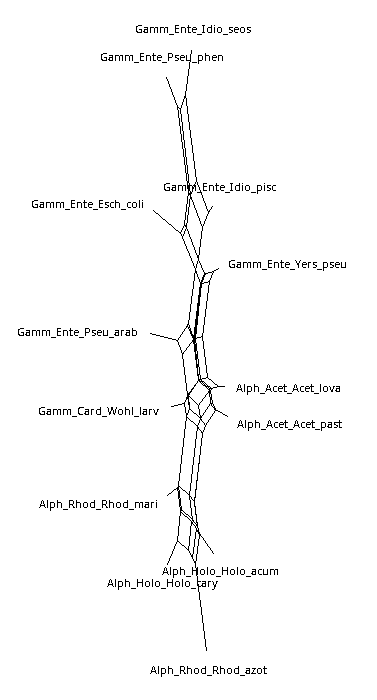 Gamm_Ente_Idio_seos
Gamm_Ente_Pseu_phen
Gamm_Ente_Idio_pisc
Gamm_Ente_Esch_coli
Gamm_Ente_Yers_pseu
Gamm_Ente_Pseu_arab
Alph_Acet_Acet_lova
Gamm_Card_Wohl_larv
Alph_Acet_Acet_past
Alph_Rhod_Rhod_mari
Alph_Holo_Holo_acum
Alph_Holo_Holo_cary
Alph_Rhod_Rhod_azot